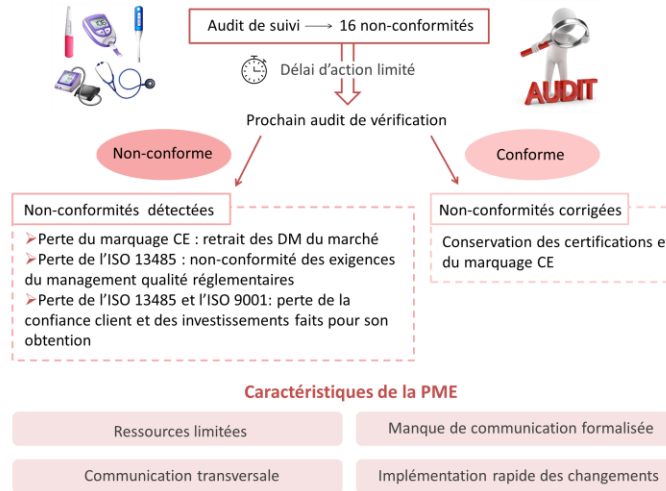 Audit de suivi → 16 non-conformités
Délai d'action limité
AUDIT
Prochain audit de vérification
Non-conforme
Conforme
Non-conformités détectées
➤Perte du marquage CE : retrait des DM du marché
➤Perte de l'ISO 13485 : non-conformité des exigences
du management qualité réglementaires
➤Perte de l'ISO 13485 et l'ISO 9001: perte de la
confiance client et des investissements faits pour son
obtention
Non-conformités corrigées
Conservation des certifications e
du marquage CE
Caractéristiques de la PME
Ressources limitées
Manque de communication formalisée
Communication transversale
Implémentation rapide des changements